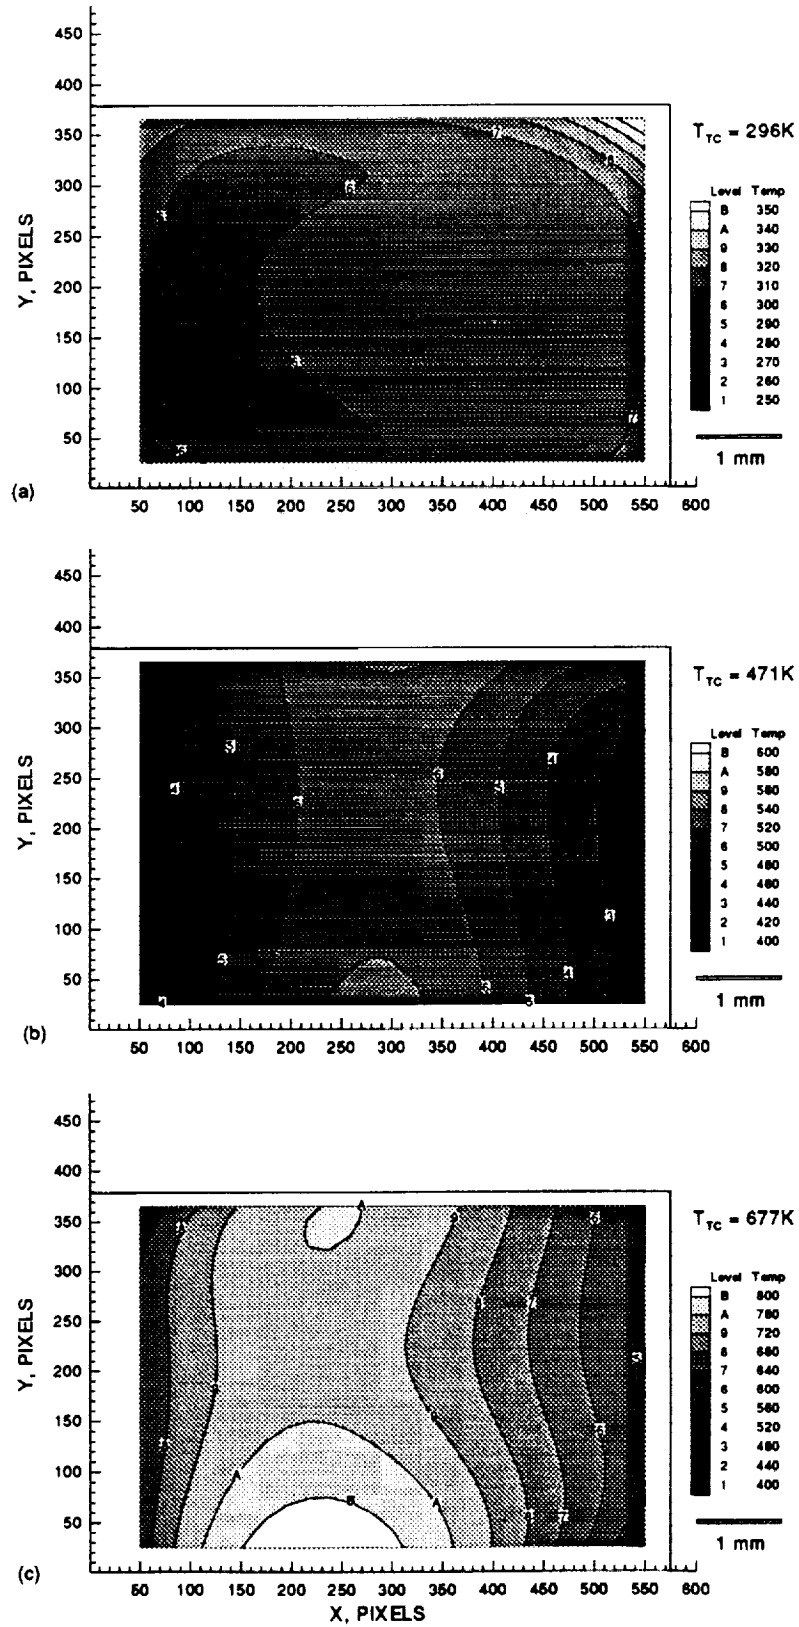 450
400
350
300
250
200
150
100
50
Y, PIXELS
T_TC = 296K
Level Temp
B 350
A 340
9 330
8 320
7 310
6 300
5 290
4 280
3 270
2 260
1 250
1 mm
(a)
50 100 150 200 250 300 350 400 450 500 550 600
450
400
350
300
250
200
150
100
50
Y, PIXELS
T_TC = 471K
Level Temp
B 600
A 580
9 560
8 540
7 520
6 500
5 480
4 460
3 440
2 420
1 400
1 mm
(b)
50 100 150 200 250 300 350 400 450 500 550 600
450
400
350
300
250
200
150
100
50
Y, PIXELS
T_TC = 677K
Level Temp
B 800
A 760
9 720
8 680
7 640
6 600
5 560
4 520
3 480
2 440
1 400
1 mm
(c)
50 100 150 200 250 300 350 400 450 500 550 600
X, PIXELS